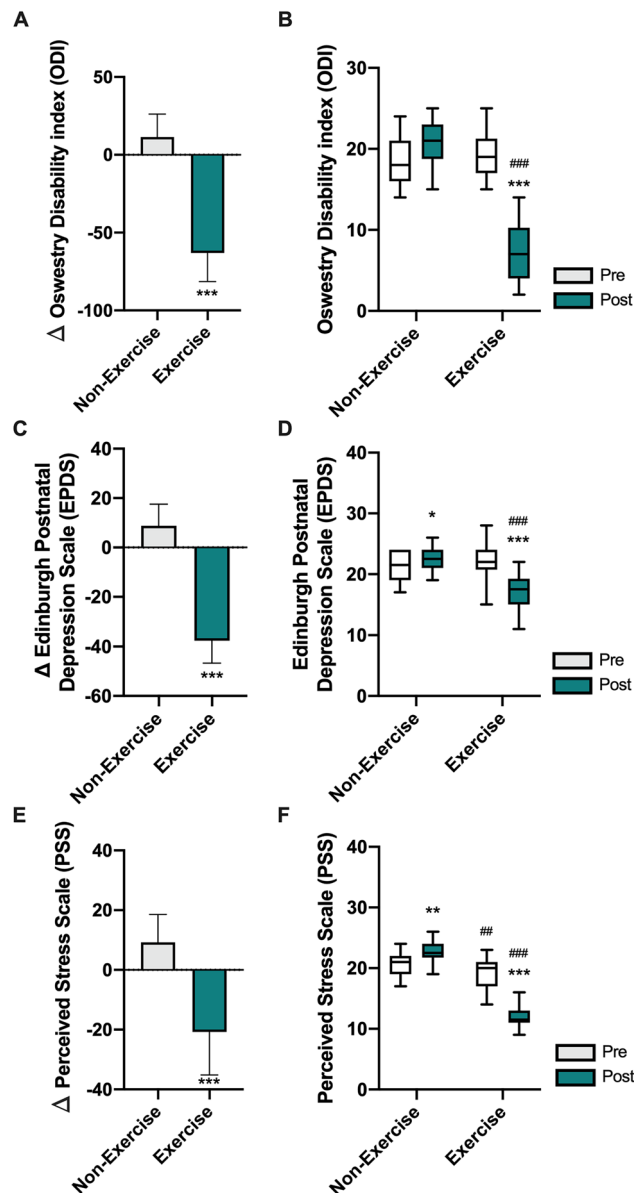 A
Δ Oswestry Disability index (ODI)
50
0
-50
-100
***
Non-Exercise
Exercise
B
Oswestry Disability index (ODI)
30
20
10
0
###
***
Non-Exercise
Exercise
Pre
Post
C
Δ Edinburgh Postnatal
Depression Scale (EPDS)
40
20
0
-20
-40
-60
***
Non-Exercise
Exercise
D
Edinburgh Postnatal
Depression Scale (EPDS)
40
30
20
10
0
*
###
***
Non-Exercise
Exercise
Pre
Post
E
Δ Perceived Stress Scale (PSS)
40
20
0
-20
-40
***
Non-Exercise
Exercise
F
Perceived Stress Scale (PSS)
40
30
20
10
0
**
##
###
***
Non-Exercise
Exercise
Pre
Post